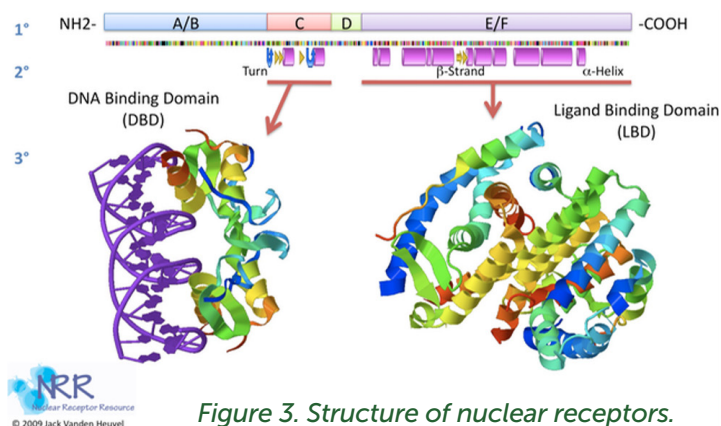 1° NH2- A/B C D E/F -COOH
2° Turn β-Strand α-Helix
DNA Binding Domain
(DBD)
Ligand Binding Domain
(LBD)
3°
NRR
Nuclear Receptor Resource
© 2009 Jack Vanden Heuvel
Figure 3. Structure of nuclear receptors.